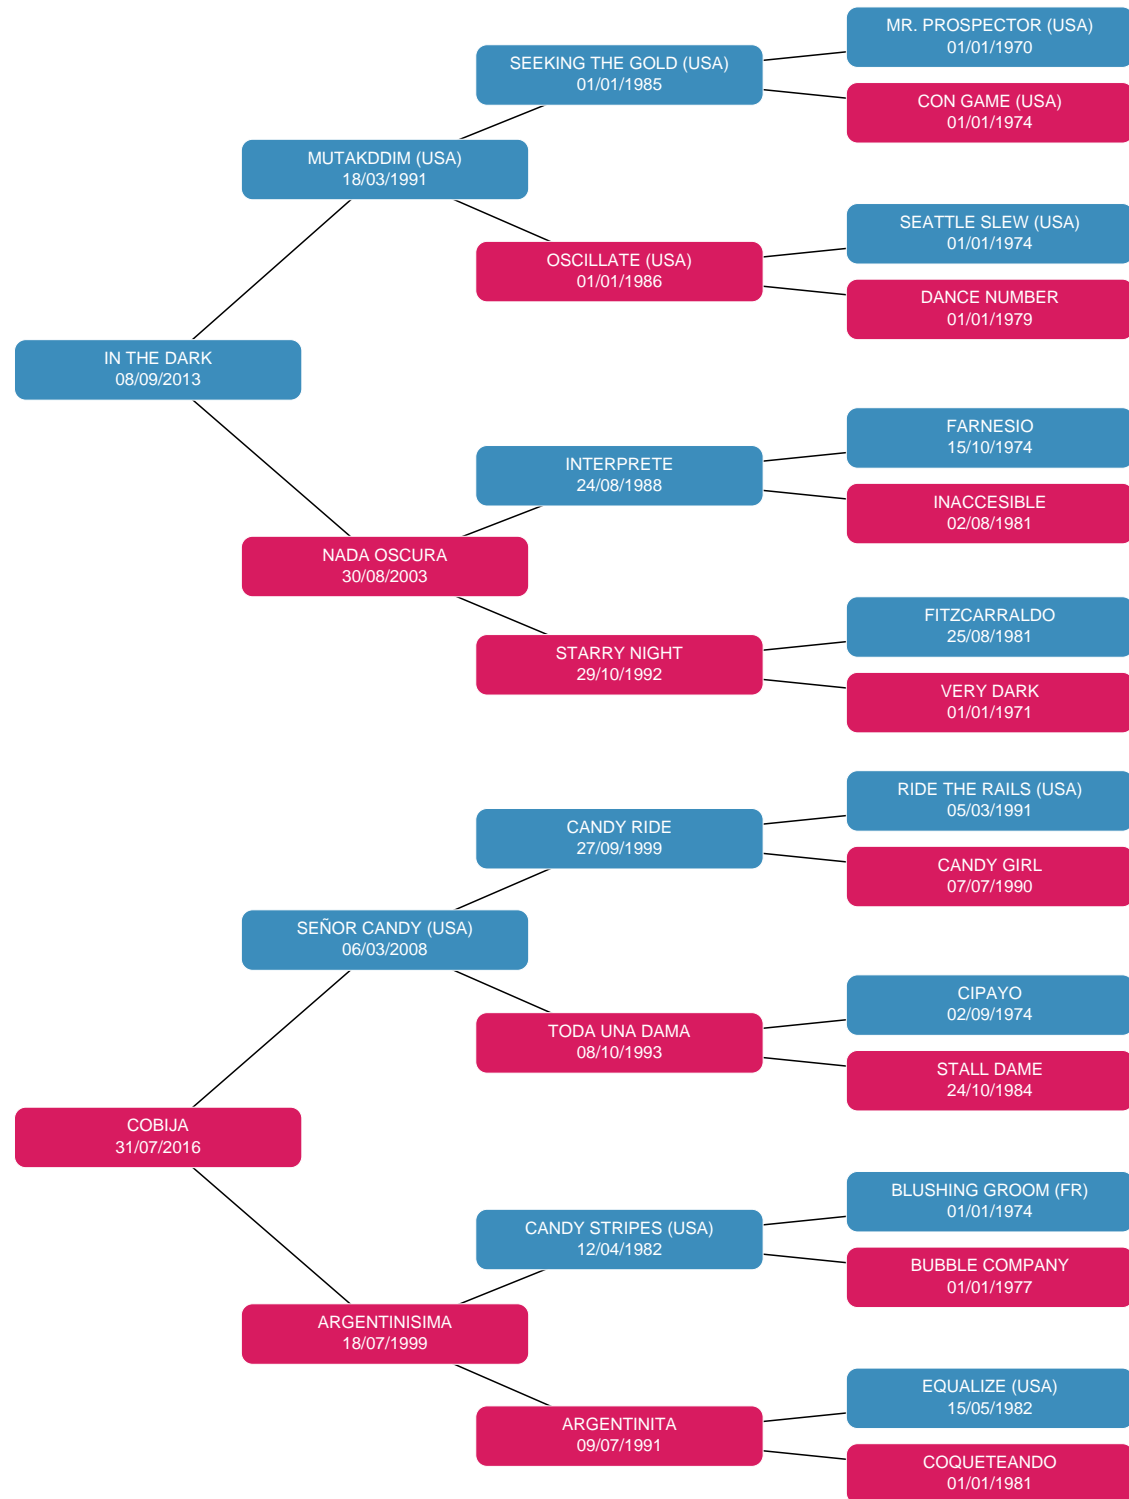 MR. PROSPECTOR (USA)
01/01/1970
SEEKING THE GOLD (USA)
01/01/1985
CON GAME (USA)
01/01/1974
MUTAKDDIM (USA)
18/03/1991
SEATTLE SLEW (USA)
01/01/1974
OSCILLATE (USA)
01/01/1986
DANCE NUMBER
01/01/1979
IN THE DARK
08/09/2013
FARNESIO
15/10/1974
INTERPRETE
24/08/1988
INACCESIBLE
02/08/1981
NADA OSCURA
30/08/2003
FITZCARRALDO
25/08/1981
STARRY NIGHT
29/10/1992
VERY DARK
01/01/1971
RIDE THE RAILS (USA)
05/03/1991
CANDY RIDE
27/09/1999
CANDY GIRL
07/07/1990
SEÑOR CANDY (USA)
06/03/2008
CIPAYO
02/09/1974
TODA UNA DAMA
08/10/1993
STALL DAME
24/10/1984
COBIJA
31/07/2016
BLUSHING GROOM (FR)
01/01/1974
CANDY STRIPES (USA)
12/04/1982
BUBBLE COMPANY
01/01/1977
ARGENTINISIMA
18/07/1999
EQUALIZE (USA)
15/05/1982
ARGENTINITA
09/07/1991
COQUETEANDO
01/01/1981